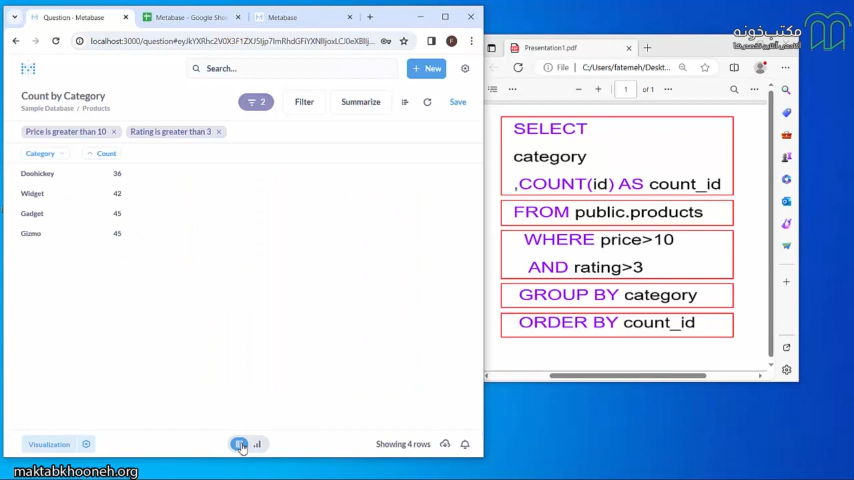 Question - Metabase
Metabase - Google Sho
Metabase
localhost:3000/question#eyJkYXRhc2V0X3F1ZXJ5Ijp7ImRhdGFiYXNlIjoxLCJ0eXBlIj...
F
Search...
+ New
Count by Category
Sample Database / Products
2
Filter
Summarize
Save
Price is greater than 10
Rating is greater than 3
Category
Count
Doohickey 36
Widget 42
Gadget 45
Gizmo 45
Visualization
Showing 4 rows
Presentation1.pdf
File
C:/Users/fatemeh/Deskt...
1 of 1
SELECT
category
,COUNT(id) AS count_id
FROM public.products
WHERE price>10
AND rating>3
GROUP BY category
ORDER BY count_id
مکتب‌خونه
maktabkhooneh.org